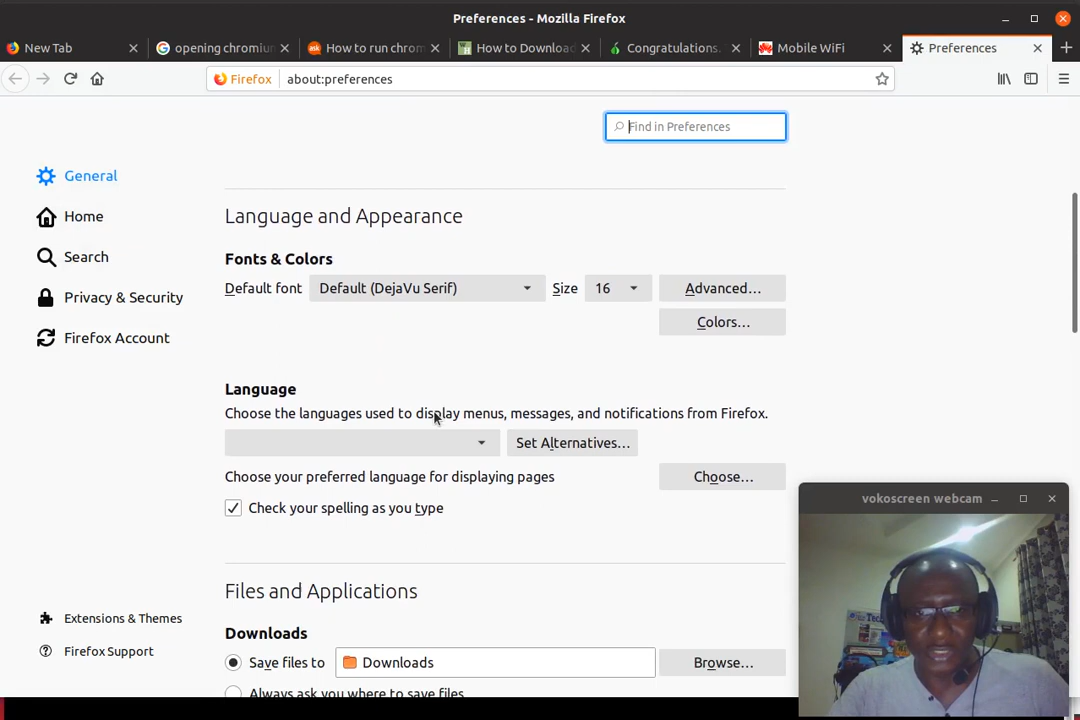 Preferences - Mozilla Firefox
New Tab
opening chromium
How to run chrom
How to Download
Congratulations.
Mobile WiFi
Preferences
Firefox
about:preferences
Find in Preferences
General
Home
Search
Privacy & Security
Firefox Account
Extensions & Themes
Firefox Support
Language and Appearance
Fonts & Colors
Default font
Default (DejaVu Serif)
Size
16
Advanced...
Colors...
Language
Choose the languages used to display menus, messages, and notifications from Firefox.
Set Alternatives...
Choose your preferred language for displaying pages
Choose...
Check your spelling as you type
Files and Applications
Downloads
Save files to
Downloads
Browse...
Always ask you where to save files
vokoscreen webcam